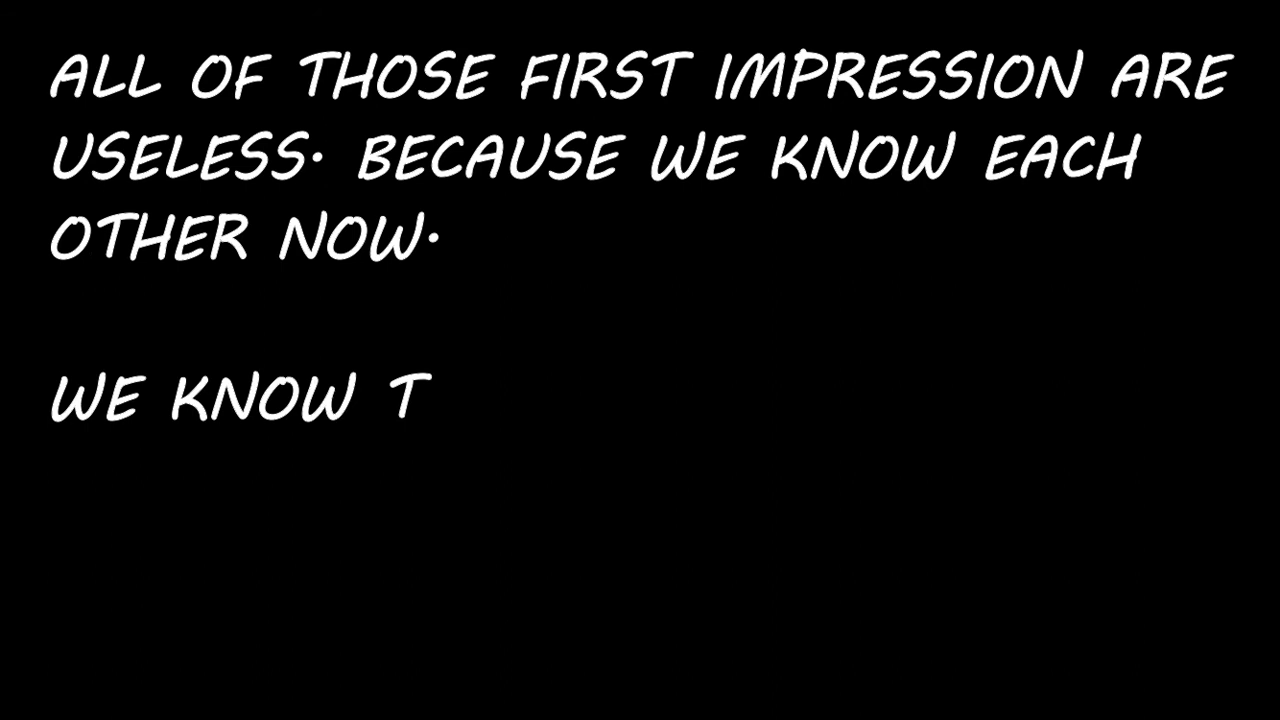 ALL OF THOSE FIRST IMPRESSION ARE
USELESS. BECAUSE WE KNOW EACH
OTHER NOW.
WE KNOW T